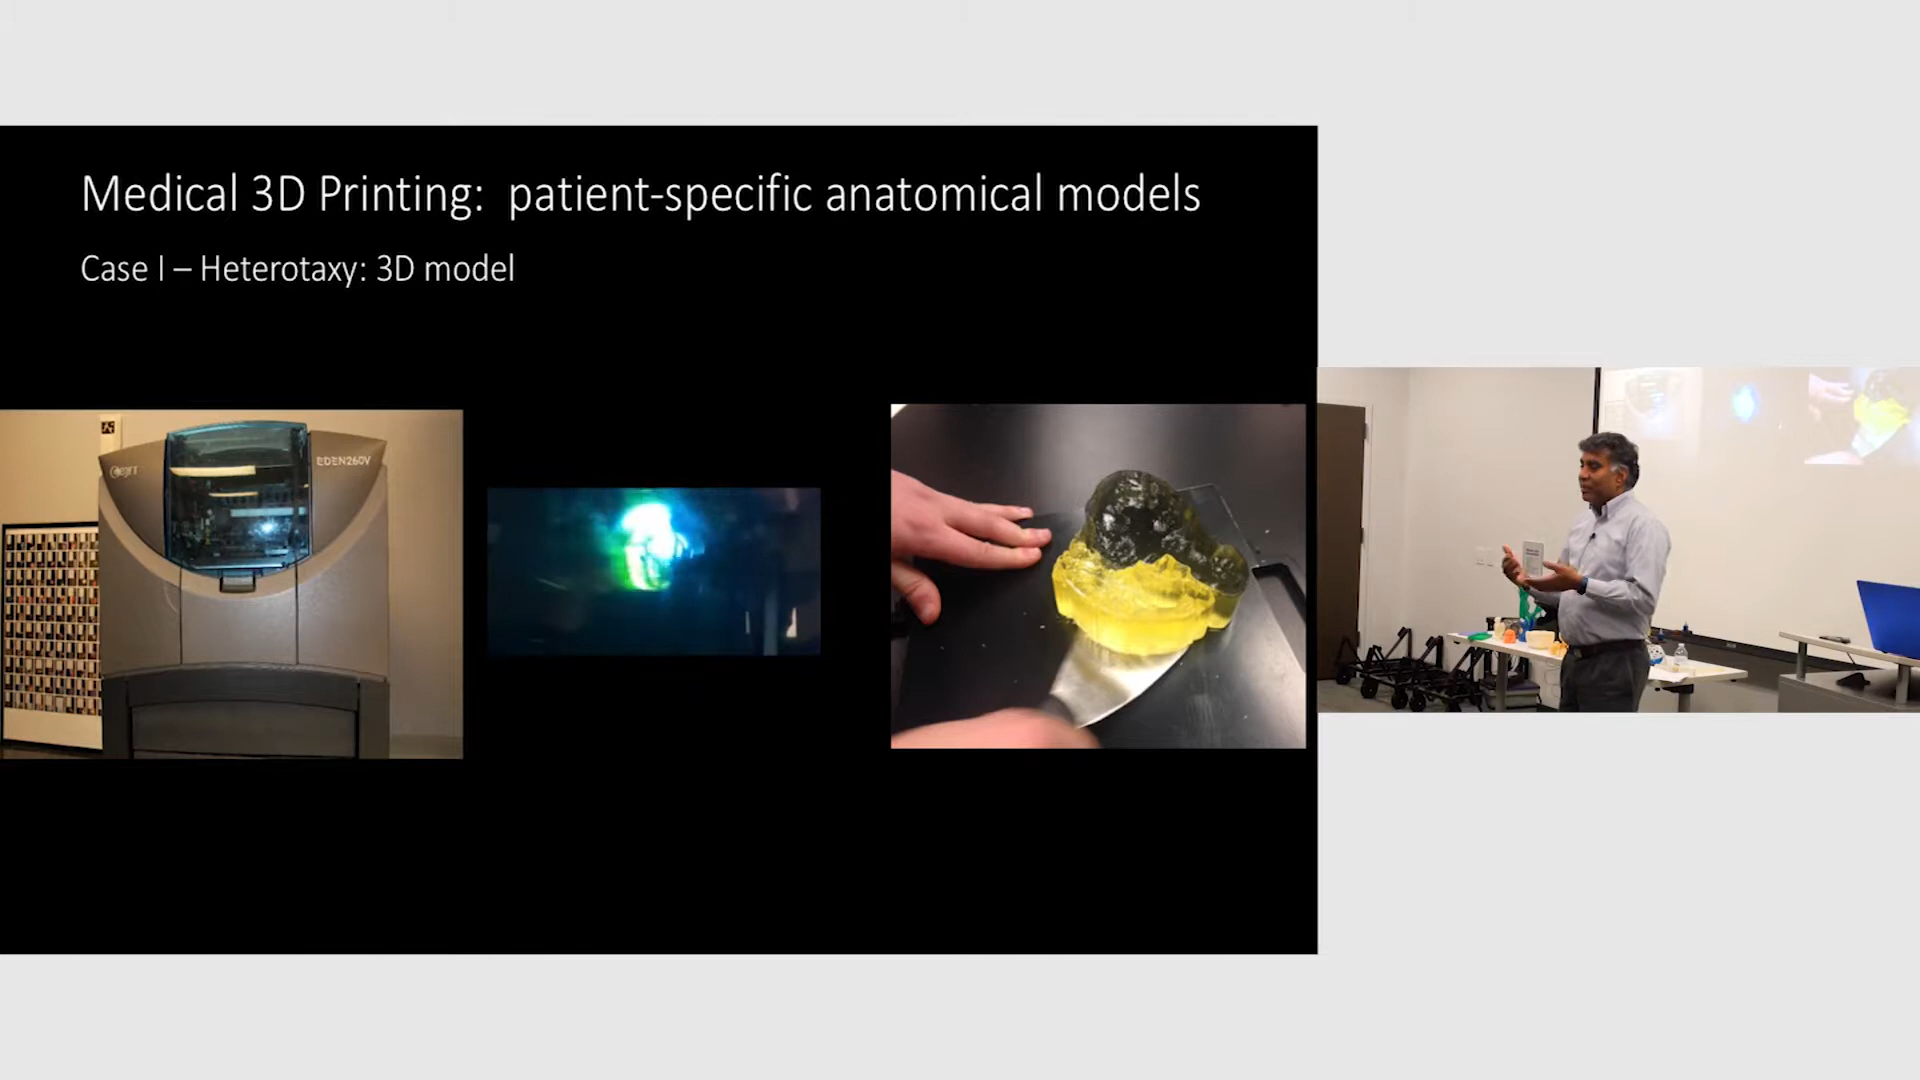 Medical 3D Printing:  patient-specific anatomical models
Case I – Heterotaxy: 3D model
EDEN260V